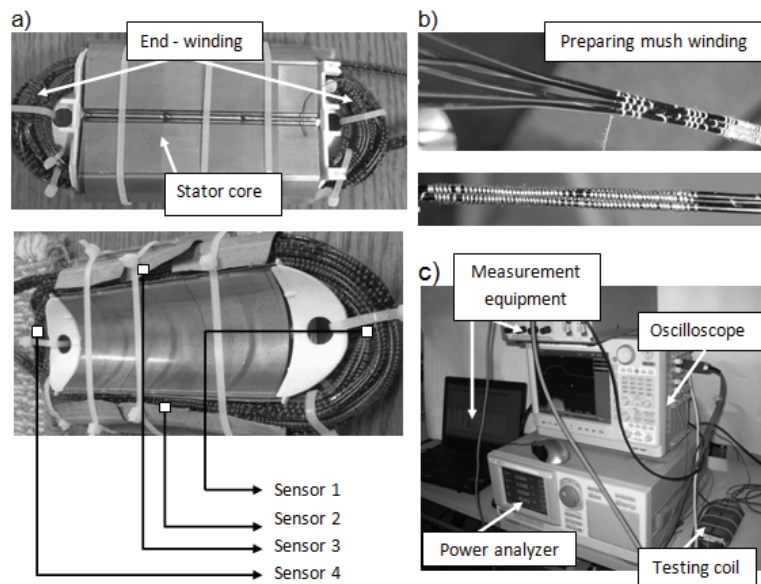 a)
End - winding
Stator core
Sensor 1
Sensor 2
Sensor 3
Sensor 4
b)
Preparing mush winding
c)
Measurement
equipment
Oscilloscope
Power analyzer
Testing coil